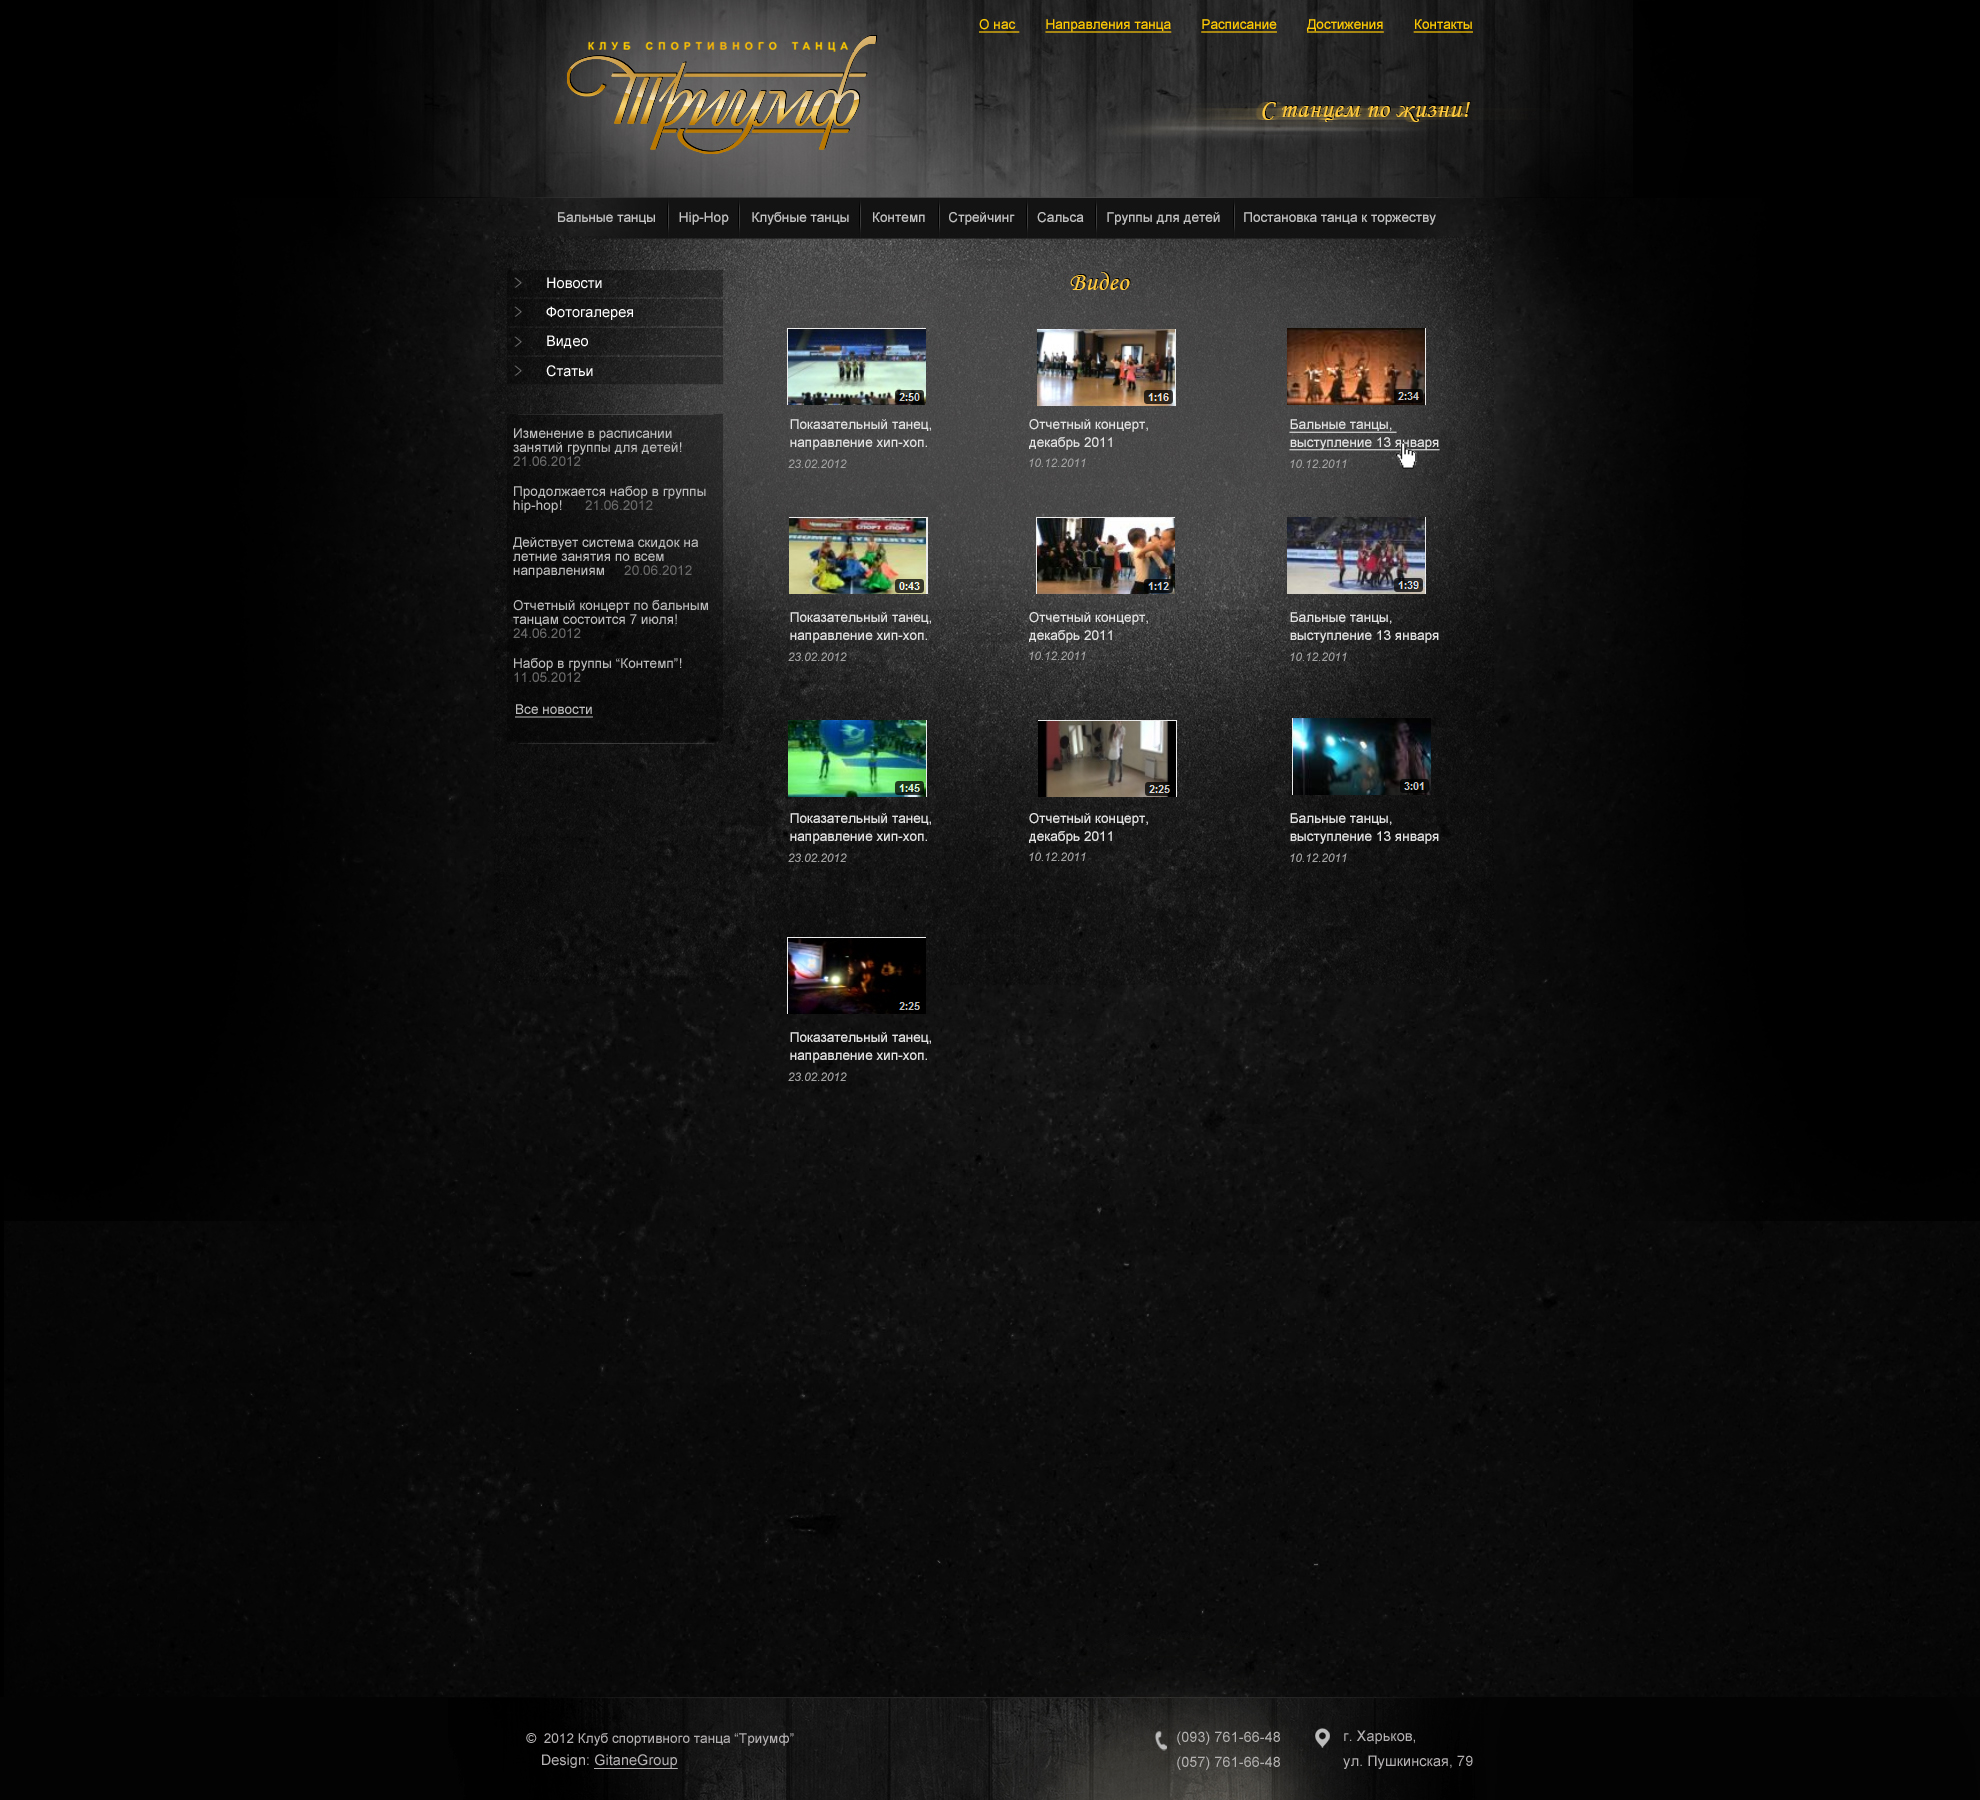 О нас
Направления танца
Расписание
Достижения
Контакты
КЛУБ СПОРТИВНОГО ТАНЦА
Триумф
С танцем по жизни!
Бальные танцы
Hip-Hop
Клубные танцы
Контемп
Стрейчинг
Сальса
Группы для детей
Постановка танца к торжеству
Новости
Фотогалерея
Видео
Статьи
Изменение в расписании
занятий группы для детей!
21.06.2012
Продолжается набор в группы
hip-hop! 21.06.2012
Действует система скидок на
летние занятия по всем
направлениям 20.06.2012
Отчетный концерт по бальным
танцам состоится 7 июля!
24.06.2012
Набор в группы “Контемп”!
11.05.2012
Все новости
Видео
2:50
Показательный танец,
направление хип-хоп.
23.02.2012
1:16
Отчетный концерт,
декабрь 2011
10.12.2011
2:34
Бальные танцы,
выступление 13 января
10.12.2011
СПОРТ СПОРТ
0:43
Показательный танец,
направление хип-хоп.
23.02.2012
1:12
Отчетный концерт,
декабрь 2011
10.12.2011
1:39
Бальные танцы,
выступление 13 января
10.12.2011
1:45
Показательный танец,
направление хип-хоп.
23.02.2012
2:25
Отчетный концерт,
декабрь 2011
10.12.2011
3:01
Бальные танцы,
выступление 13 января
10.12.2011
2:25
Показательный танец,
направление хип-хоп.
23.02.2012
© 2012 Клуб спортивного танца “Триумф”
Design: GitaneGroup
(093) 761-66-48
(057) 761-66-48
г. Харьков,
ул. Пушкинская, 79